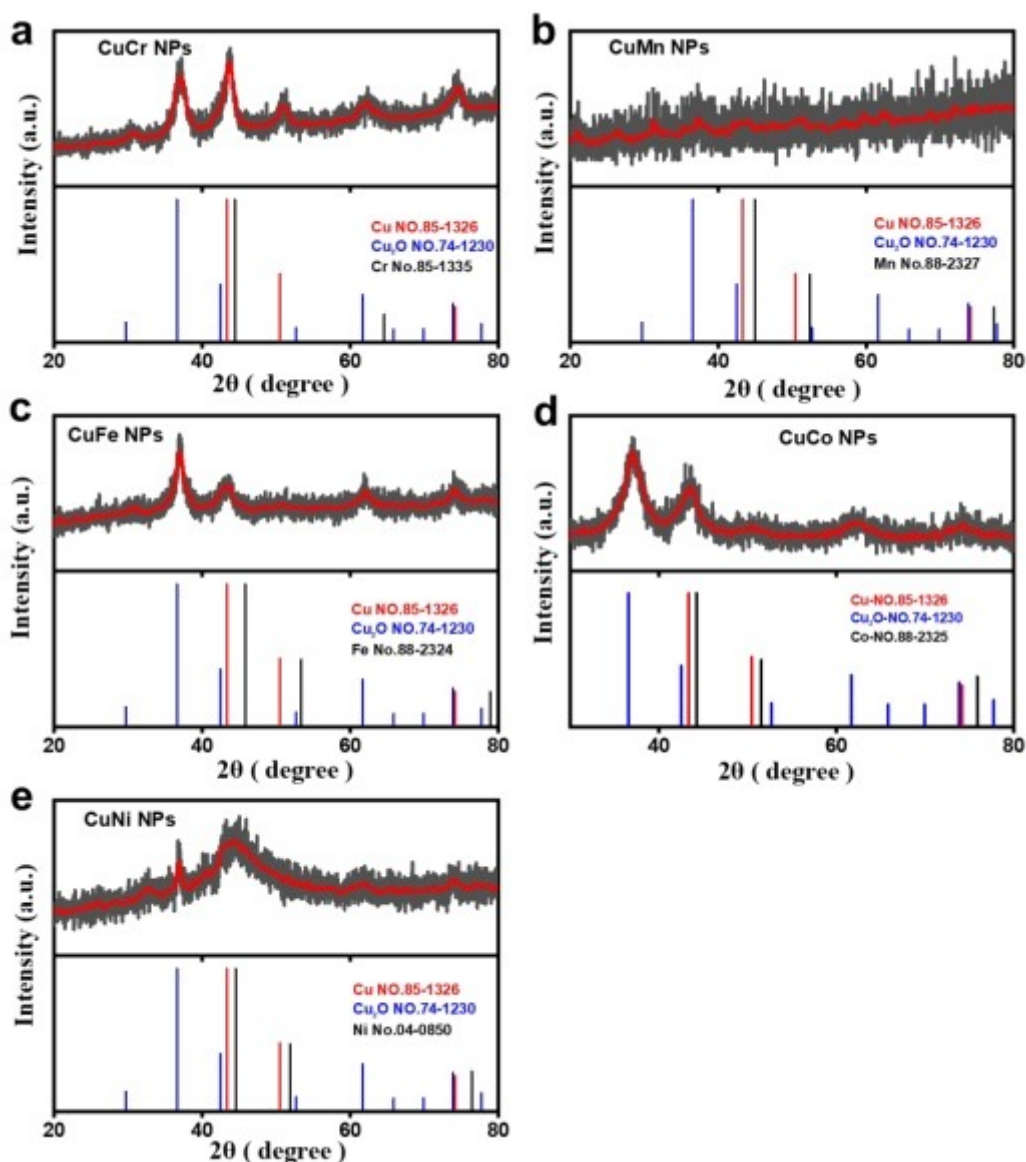 a
CuCr NPs
Intensity (a.u.)
Cu NO.85-1326
Cu₂O NO.74-1230
Cr No.85-1335
20 40 60 80
2θ ( degree )
b
CuMn NPs
Intensity (a.u.)
Cu NO.85-1326
Cu₂O NO.74-1230
Mn No.88-2327
20 40 60 80
2θ ( degree )
c
CuFe NPs
Intensity (a.u.)
Cu NO.85-1326
Cu₂O NO.74-1230
Fe No.88-2324
20 40 60 80
2θ ( degree )
d
CuCo NPs
Intensity (a.u.)
Cu-NO.85-1326
Cu₂O-NO.74-1230
Co-NO.88-2325
40 60 80
2θ ( degree )
e
CuNi NPs
Intensity (a.u.)
Cu NO.85-1326
Cu₂O NO.74-1230
Ni No.04-0850
20 40 60 80
2θ ( degree )